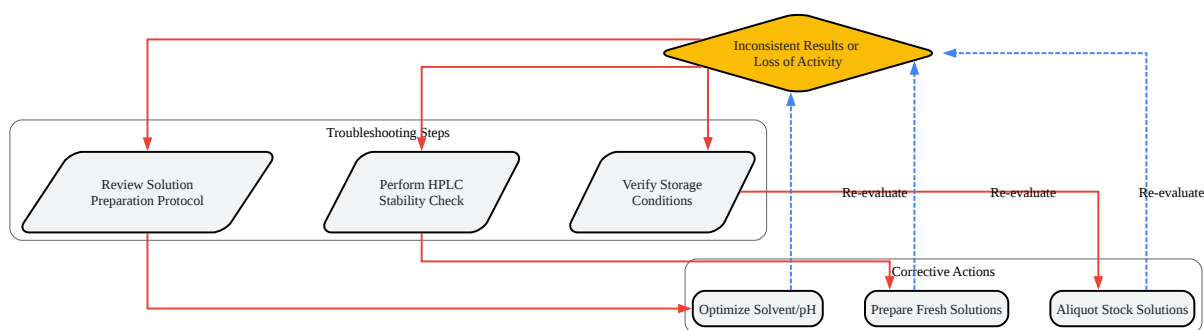 Inconsistent Results or
Loss of Activity
Troubleshooting Steps
Review Solution
Preparation Protocol
Perform HPLC
Stability Check
Verify Storage
Conditions
Re-evaluate
Re-evaluate
Re-evaluate
Corrective Actions
Optimize Solvent/pH
Prepare Fresh Solutions
Aliquot Stock Solutions